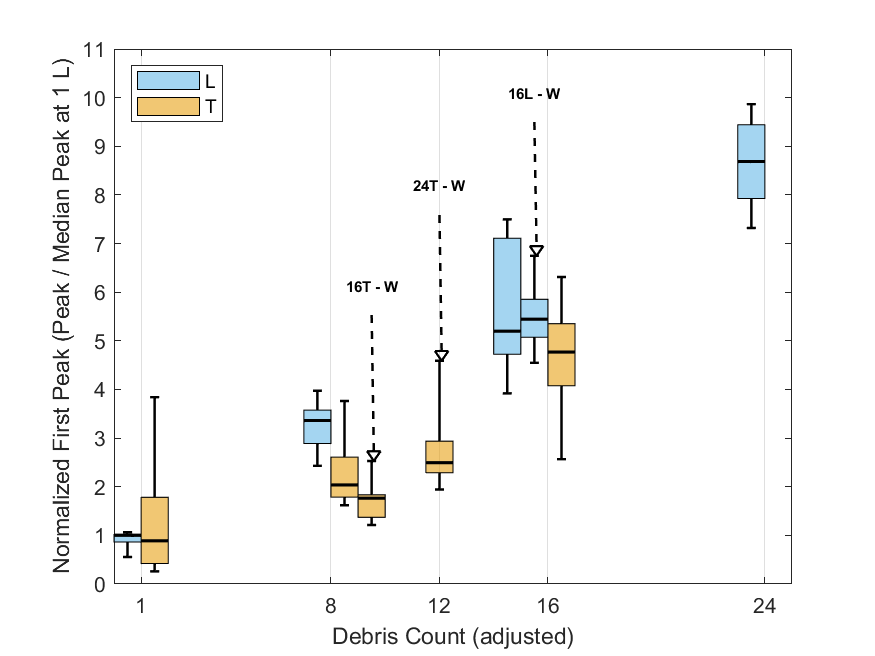 Normalized First Peak (Peak / Median Peak at 1 L)
11
10
9
8
7
6
5
4
3
2
1
0
L
T
16L - W
24T - W
16T - W
1 8 12 16 24
Debris Count (adjusted)